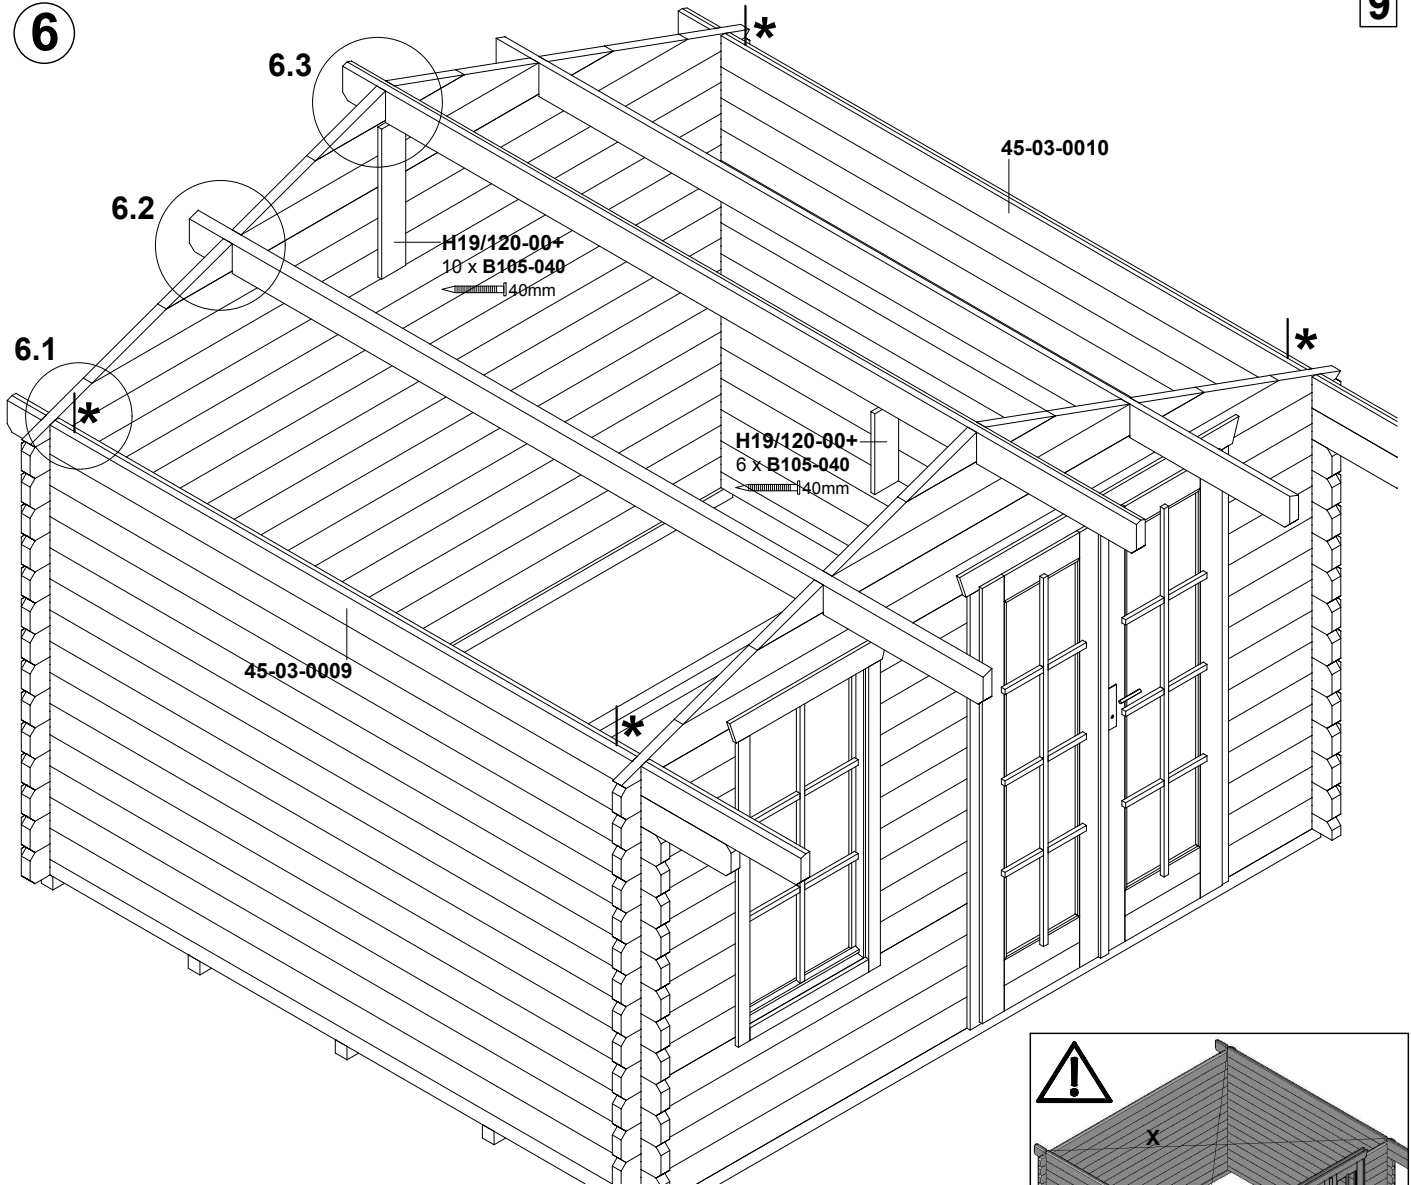 6
9
6.3
*
45-03-0010
6.2
H19/120-00+
10 x B105-040
40mm
*
6.1
*
H19/120-00+
6 x B105-040
40mm
45-03-0009
*
!
x